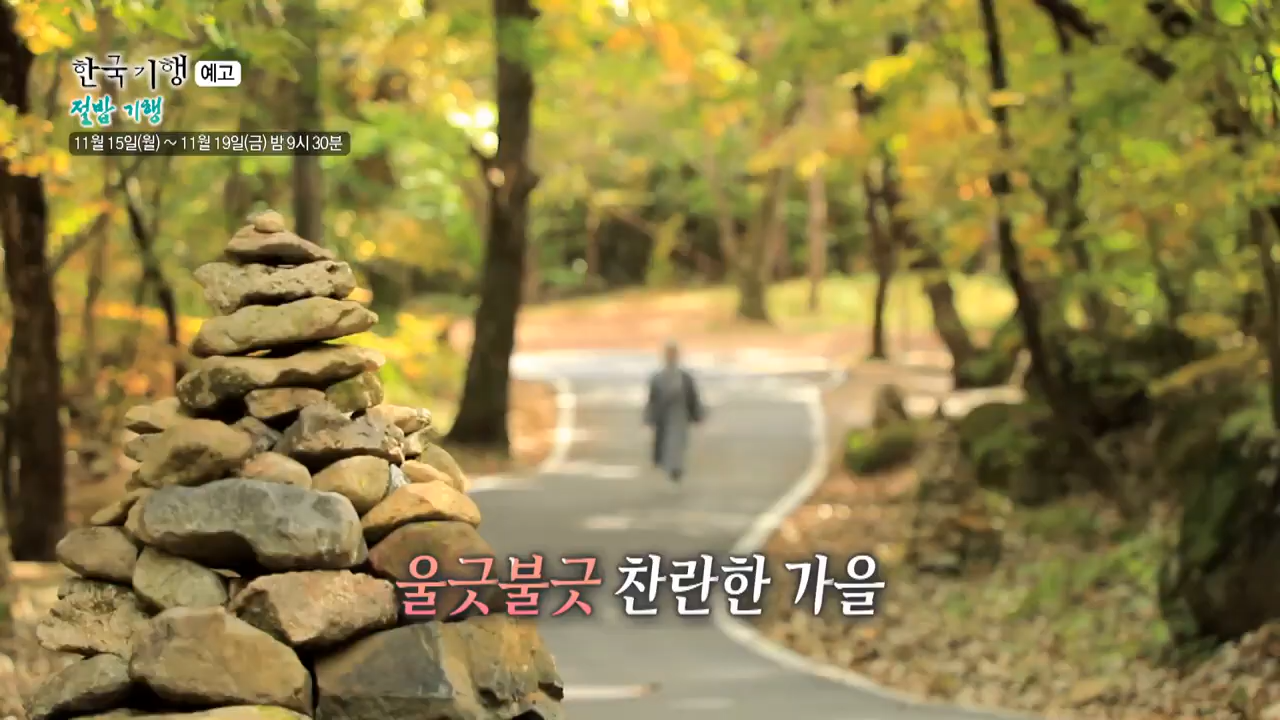 한국기행 예고
절밥 기행
11월 15일(월) ~ 11월 19일(금) 밤 9시 30분
울긋불긋 찬란한 가을